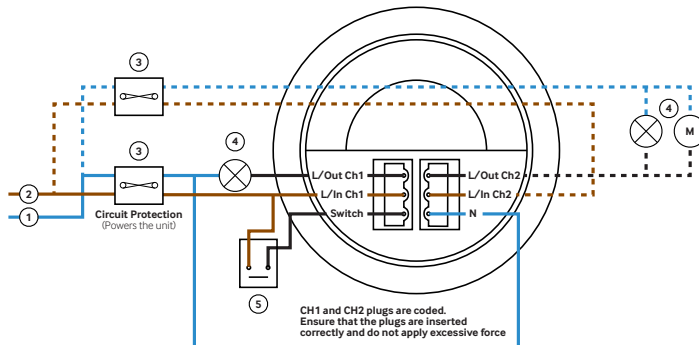 3
4
M
3
4
L/Out Ch1
L/Out Ch2
2
L/In Ch1
L/In Ch2
1
Circuit Protection
(Powers the unit)
Switch
N
5
CH1 and CH2 plugs are coded.
Ensure that the plugs are inserted
correctly and do not apply excessive force